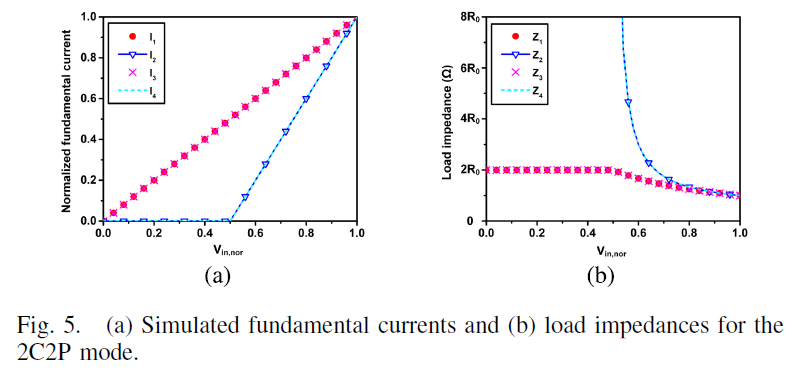 I₁
I₂
I₃
I₄
Normalized fundamental current
1.0
0.8
0.6
0.4
0.2
0.0
0.0 0.2 0.4 0.6 0.8 1.0
Vin,nor
(a)
Z₁
Z₂
Z₃
Z₄
Load impedance (Ω)
8R₀
6R₀
4R₀
2R₀
0
0.0 0.2 0.4 0.6 0.8 1.0
Vin,nor
(b)
Fig. 5. (a) Simulated fundamental currents and (b) load impedances for the
2C2P mode.